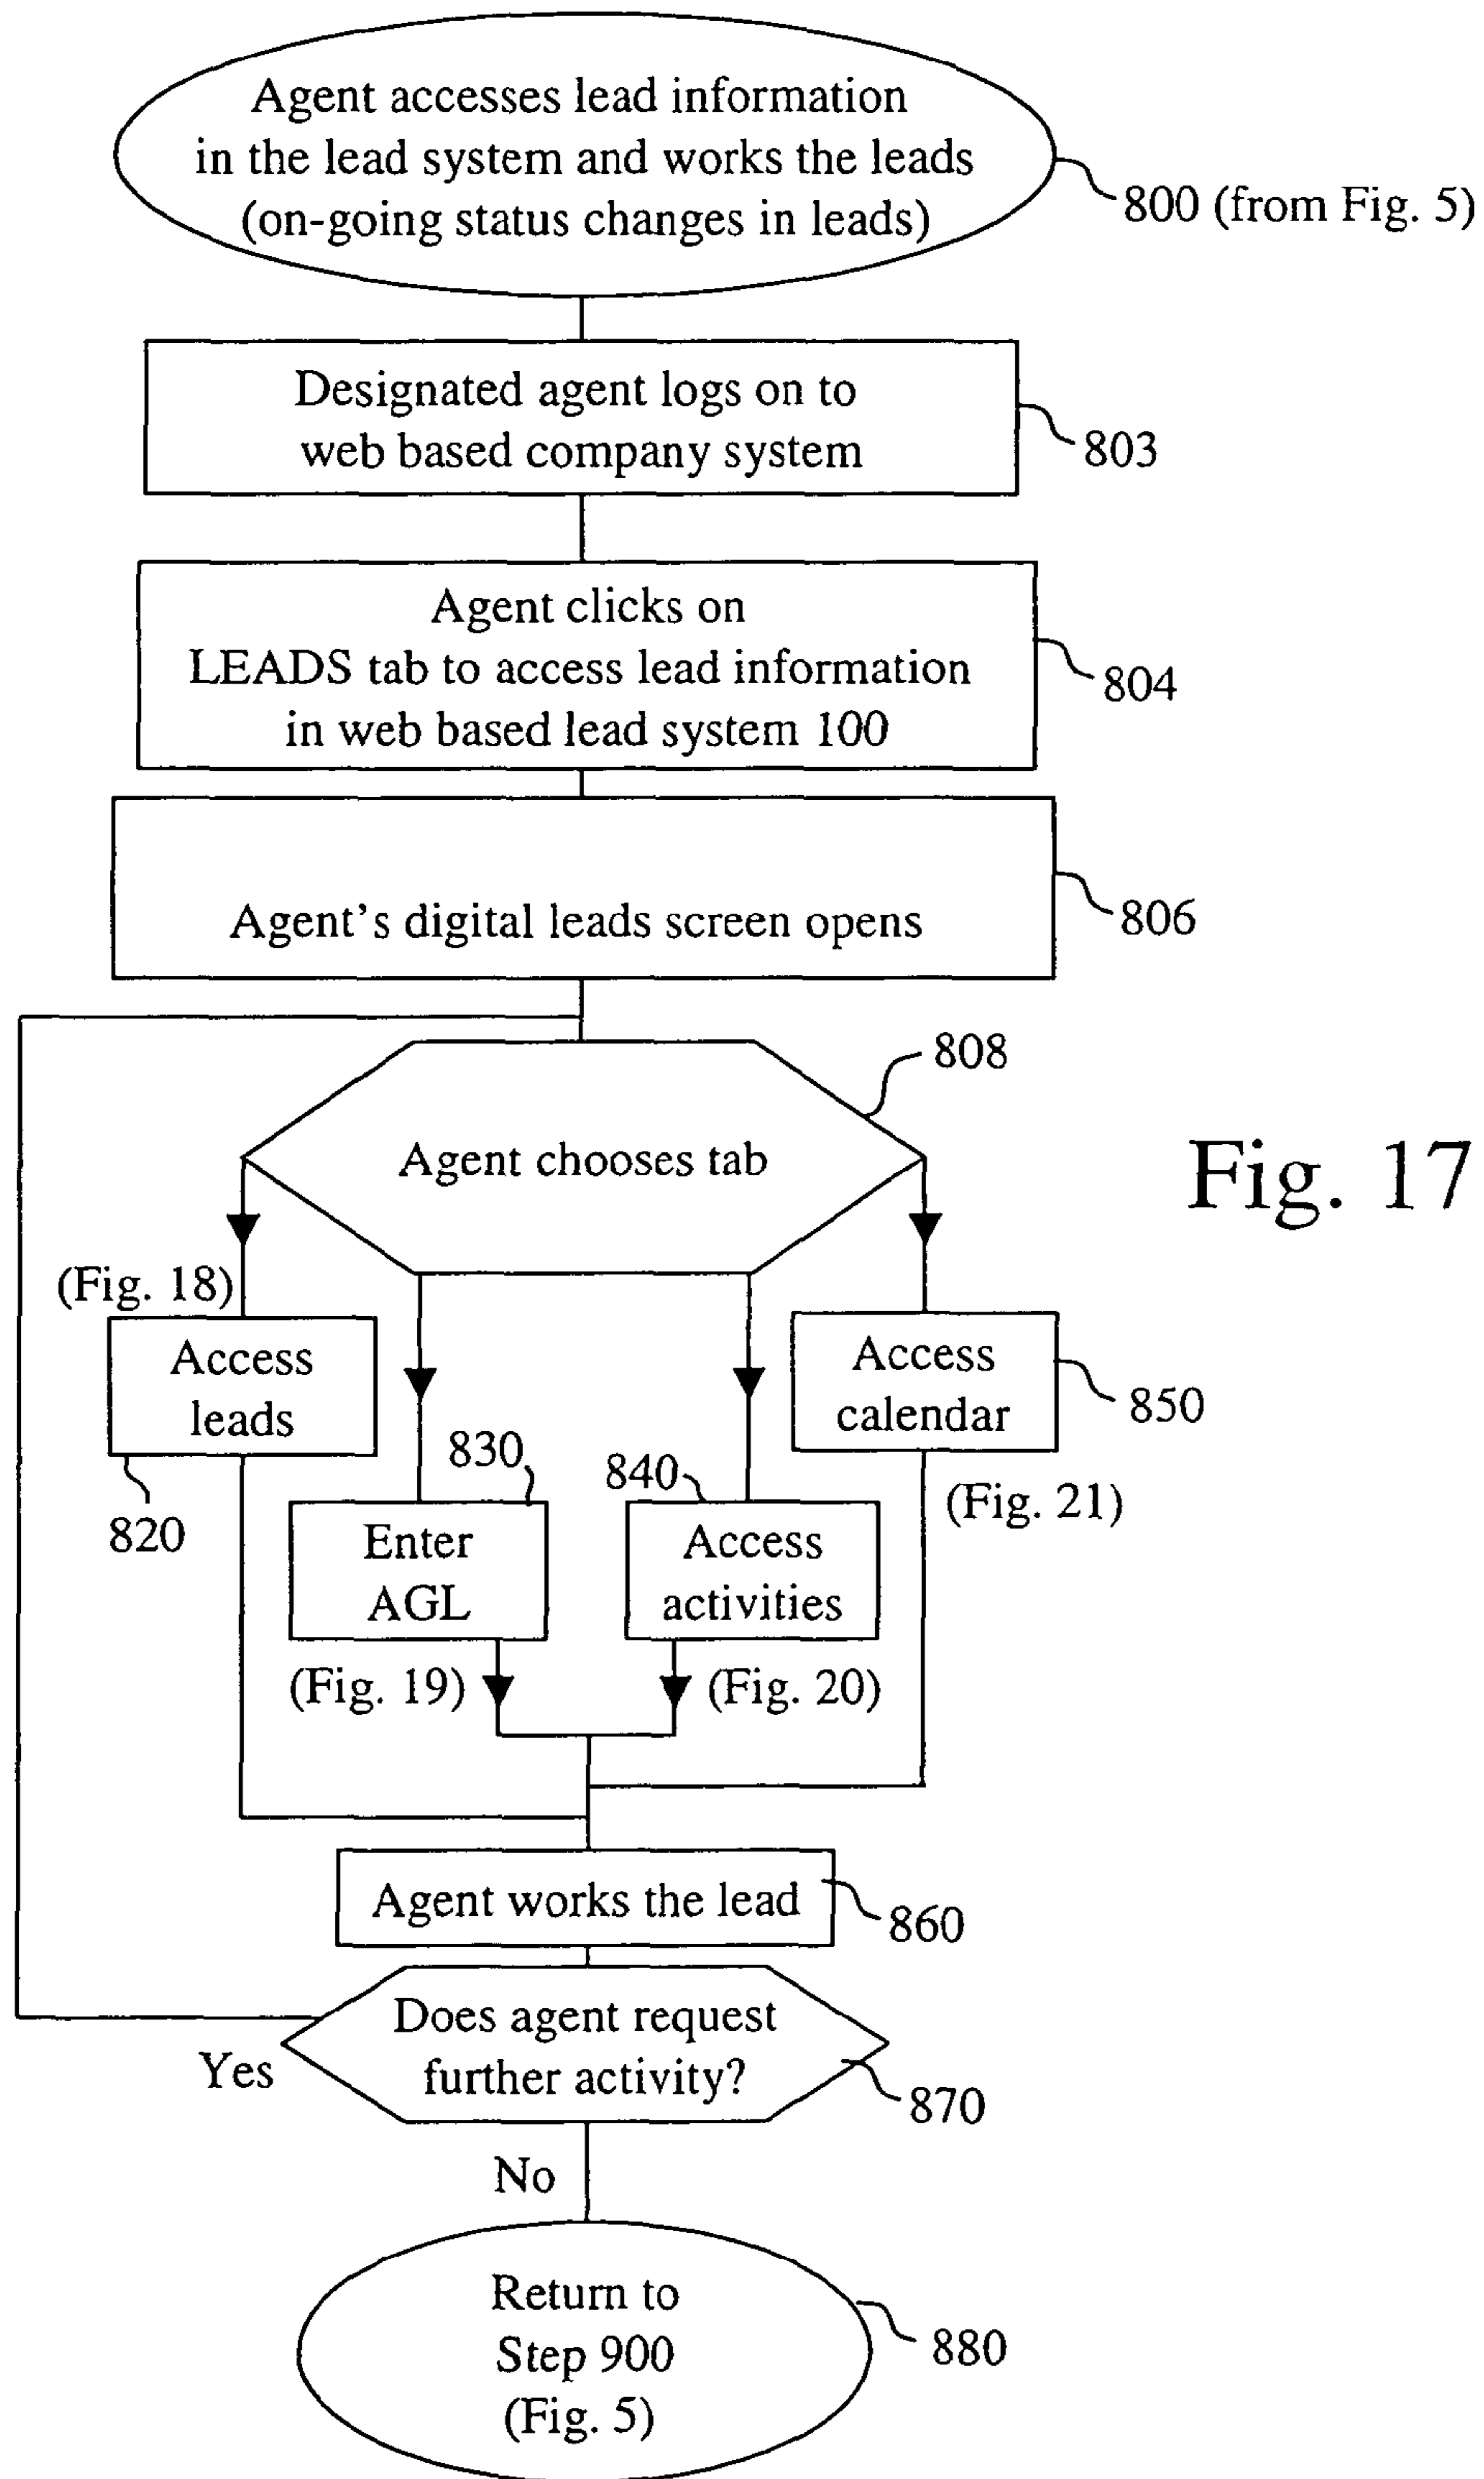 Agent accesses lead information
in the lead system and works the leads
(on-going status changes in leads)
800 (from Fig. 5)
Designated agent logs on to
web based company system
803
Agent clicks on
LEADS tab to access lead information
in web based lead system 100
804
Agent's digital leads screen opens
806
808
Agent chooses tab
Fig. 17
(Fig. 18)
Access
leads
820
830
Enter
AGL
(Fig. 19)
840
Access
activities
(Fig. 20)
Access
calendar
850
(Fig. 21)
Agent works the lead
860
Does agent request
further activity?
870
Yes
No
Return to
Step 900
(Fig. 5)
880